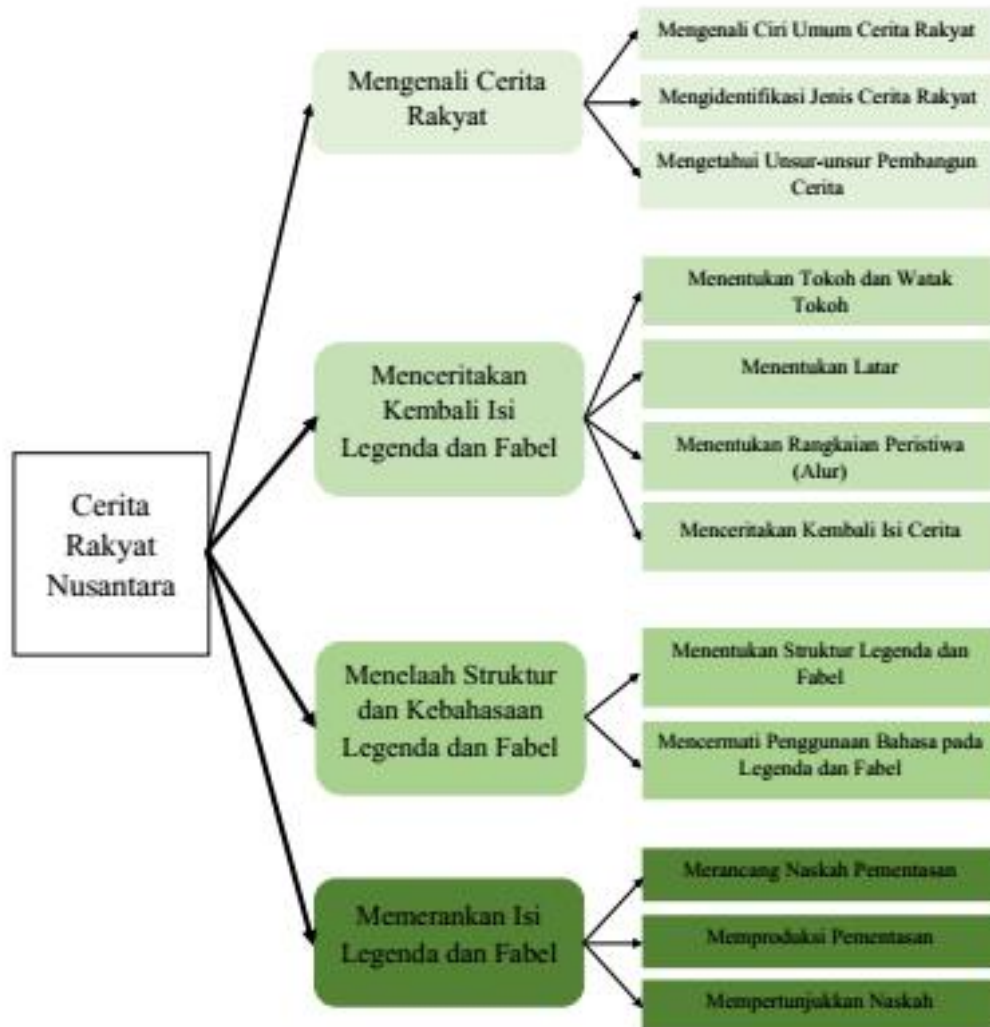 Cerita
Rakyat
Nusantara
Mengenali Cerita
Rakyat
Mengenali Ciri Umum Cerita Rakyat
Mengidentifikasi Jenis Cerita Rakyat
Mengetahui Unsur-unsur Pembangun
Cerita
Menceritakan
Kembali Isi
Legenda dan Fabel
Menentukan Tokoh dan Watak
Tokoh
Menentukan Latar
Menentukan Rangkaian Peristiwa
(Alur)
Menceritakan Kembali Isi Cerita
Menelaah Struktur
dan Kebahasaan
Legenda dan Fabel
Menentukan Struktur Legenda dan
Fabel
Mencermati Penggunaan Bahasa pada
Legenda dan Fabel
Memerankan Isi
Legenda dan Fabel
Merancang Naskah Pementasan
Memproduksi Pementasan
Mempertunjukkan Naskah